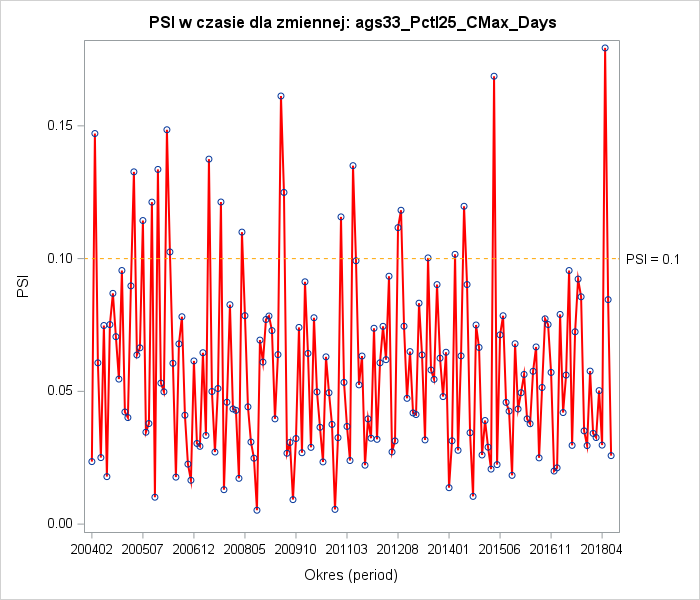 PSI w czasie dla zmiennej: ags33_Pctl25_CMax_Days
0.15
0.10
0.05
0.00
PSI
PSI = 0.1
200402 200507 200612 200805 200910 201103 201208 201401 201506 201611 201804
Okres (period)